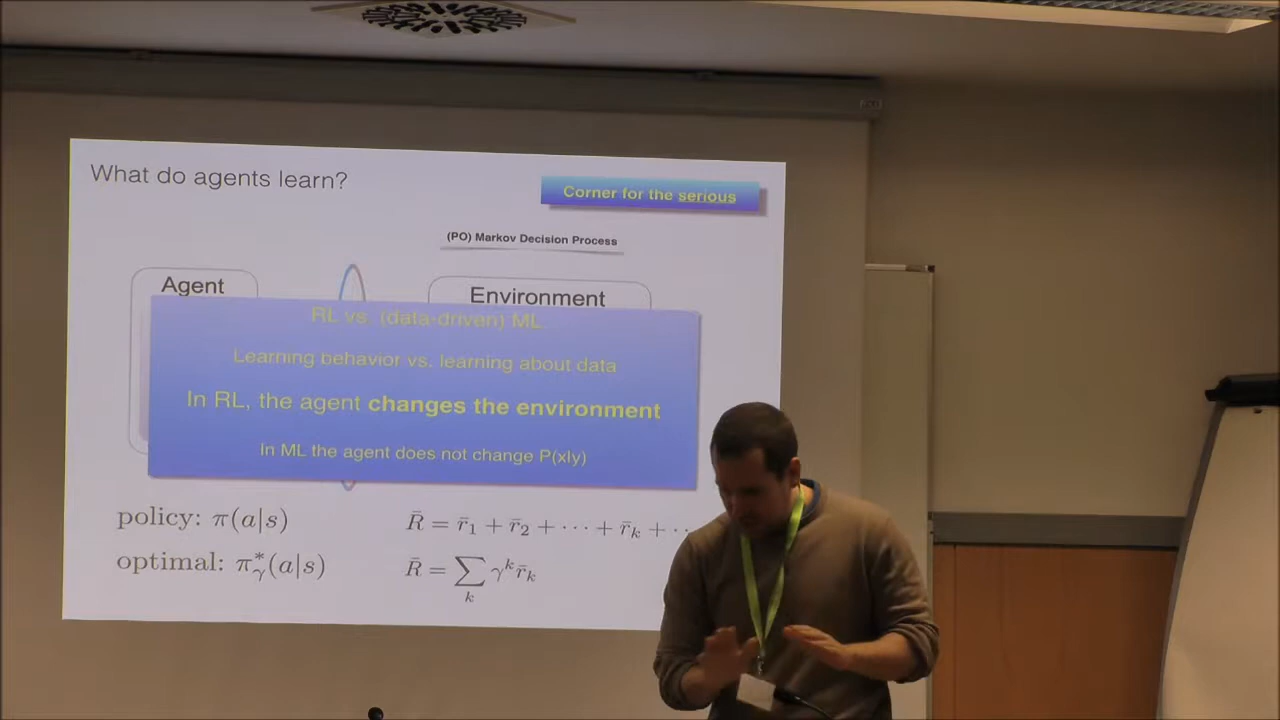 What do agents learn?
Corner for the serious
(PO) Markov Decision Process
Agent
Environment
RL vs. (data-driven) ML
Learning behavior vs. learning about data
In RL, the agent changes the environment
In ML the agent does not change P(x|y)
policy: π(a|s)
R̄ = r̄₁ + r̄₂ + ··· + r̄ₖ + ··
optimal: π*ᵧ(a|s)
R̄ = ∑ₖ γᵏ r̄ₖ